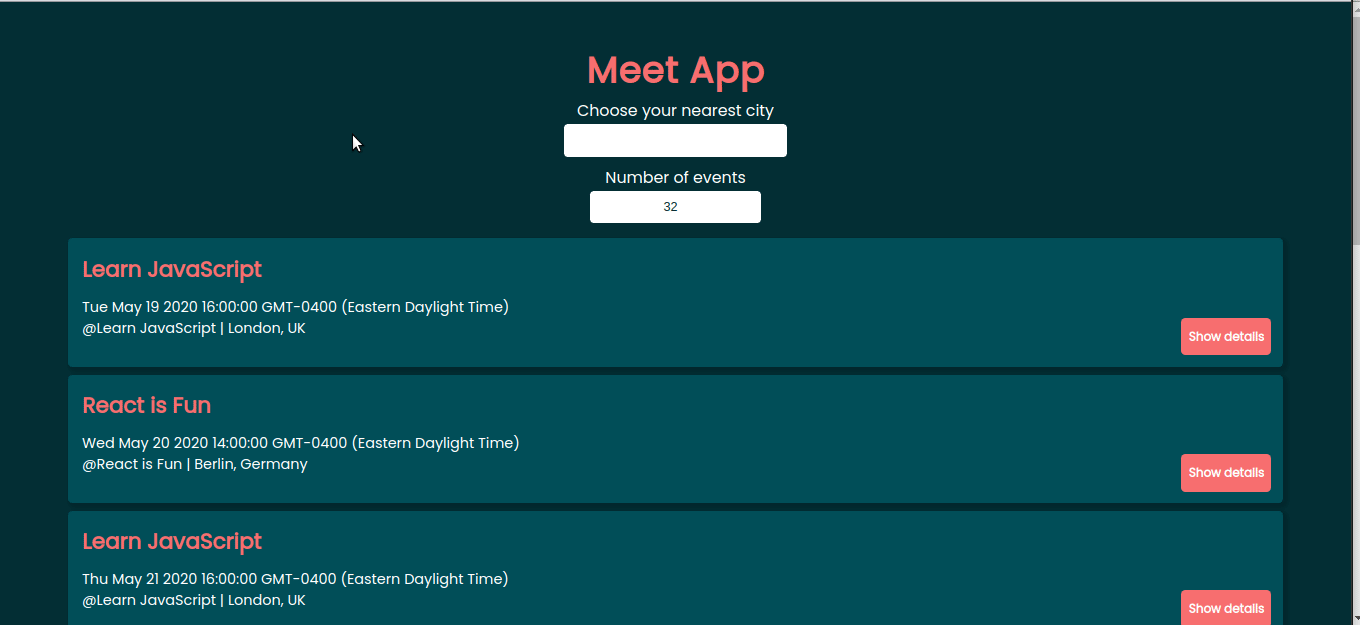 Meet App
Choose your nearest city
Number of events
32
Learn JavaScript
Tue May 19 2020 16:00:00 GMT-0400 (Eastern Daylight Time)
@Learn JavaScript | London, UK
Show details
React is Fun
Wed May 20 2020 14:00:00 GMT-0400 (Eastern Daylight Time)
@React is Fun | Berlin, Germany
Show details
Learn JavaScript
Thu May 21 2020 16:00:00 GMT-0400 (Eastern Daylight Time)
@Learn JavaScript | London, UK
Show details